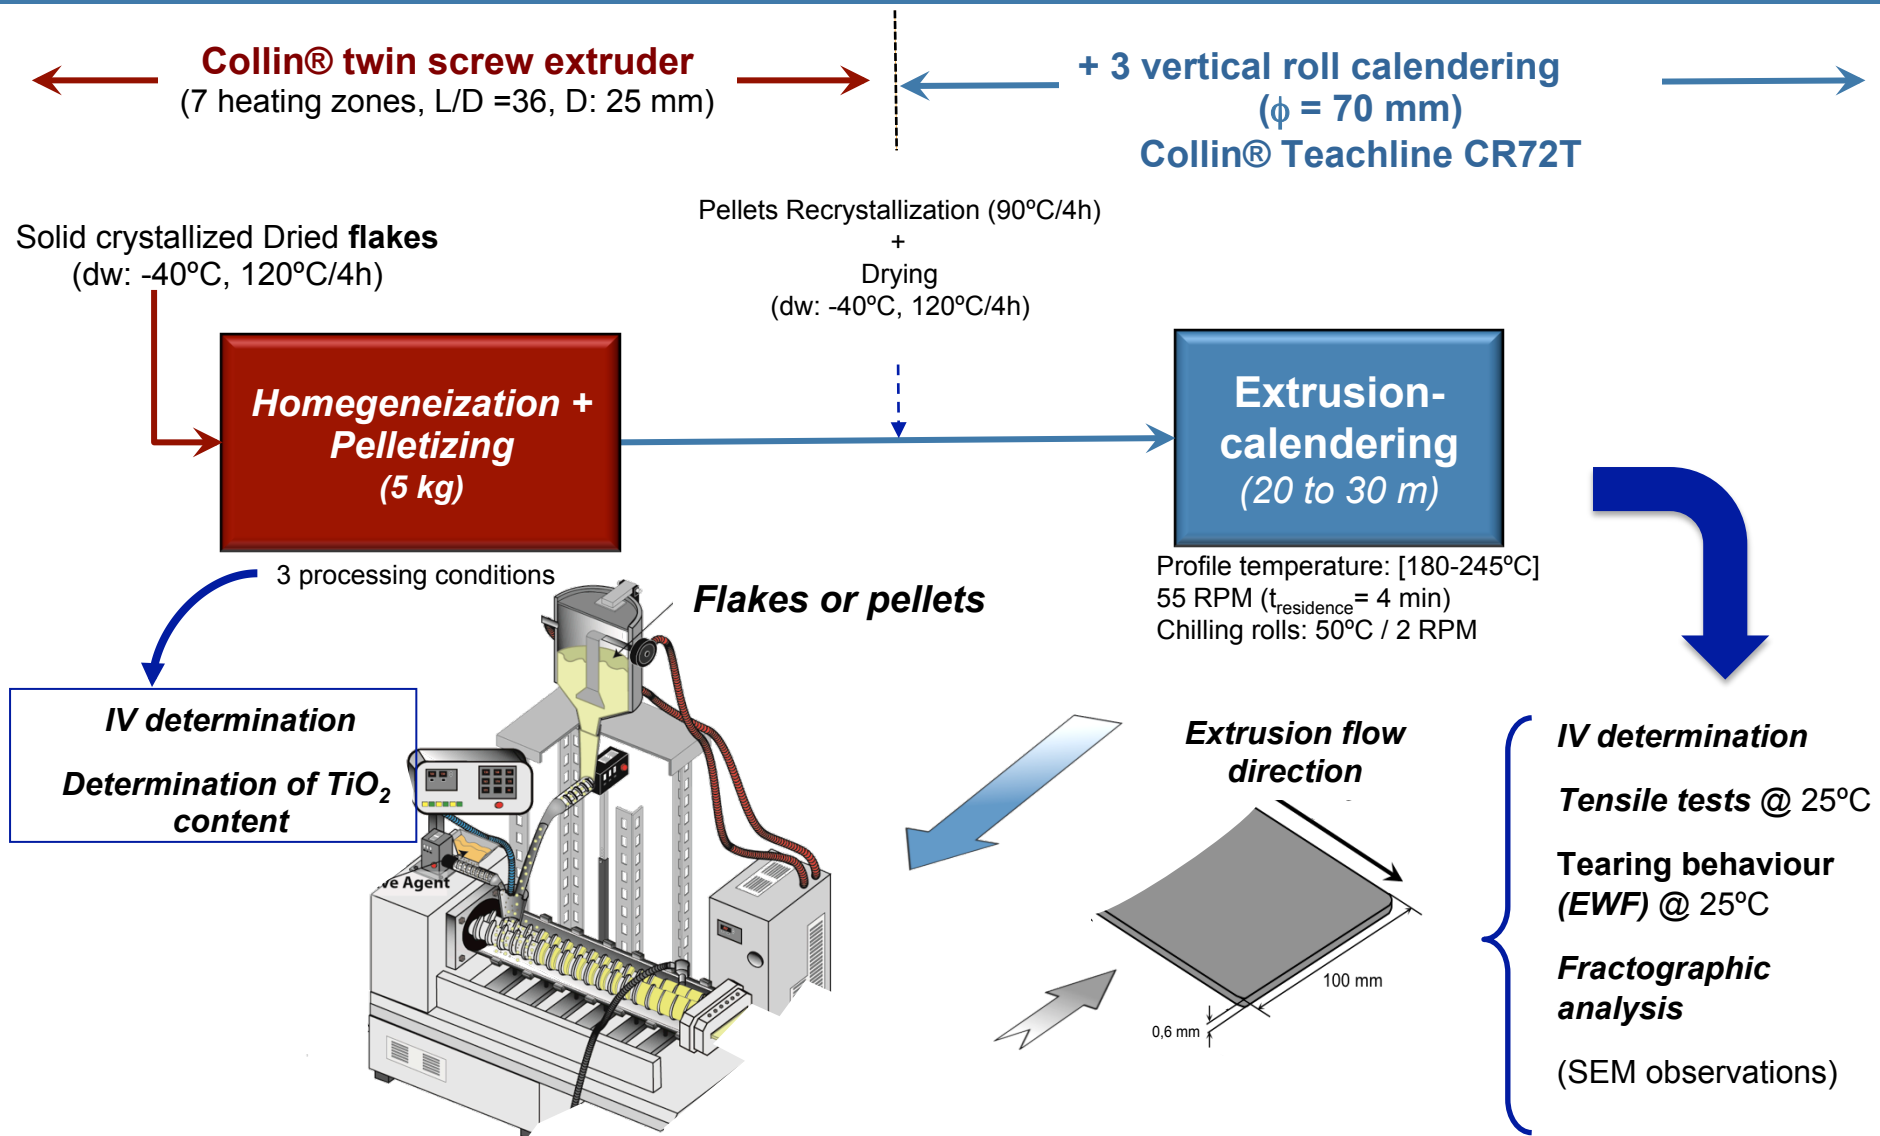 Collin® twin screw extruder
(7 heating zones, L/D =36, D: 25 mm)
+ 3 vertical roll calendering
(ϕ = 70 mm)
Collin® Teachline CR72T
Solid crystallized Dried flakes
(dw: -40ºC, 120ºC/4h)
Pellets Recrystallization (90ºC/4h)
+
Drying
(dw: -40ºC, 120ºC/4h)
Homegeneization +
Pelletizing
(5 kg)
Extrusion-
calendering
(20 to 30 m)
3 processing conditions
Profile temperature: [180-245ºC]
55 RPM (tresidence= 4 min)
Chilling rolls: 50ºC / 2 RPM
Flakes or pellets
IV determination
Determination of TiO2
content
ve Agent
Extrusion flow
direction
100 mm
0,6 mm
IV determination
Tensile tests @ 25ºC
Tearing behaviour
(EWF) @ 25ºC
Fractographic
analysis
(SEM observations)